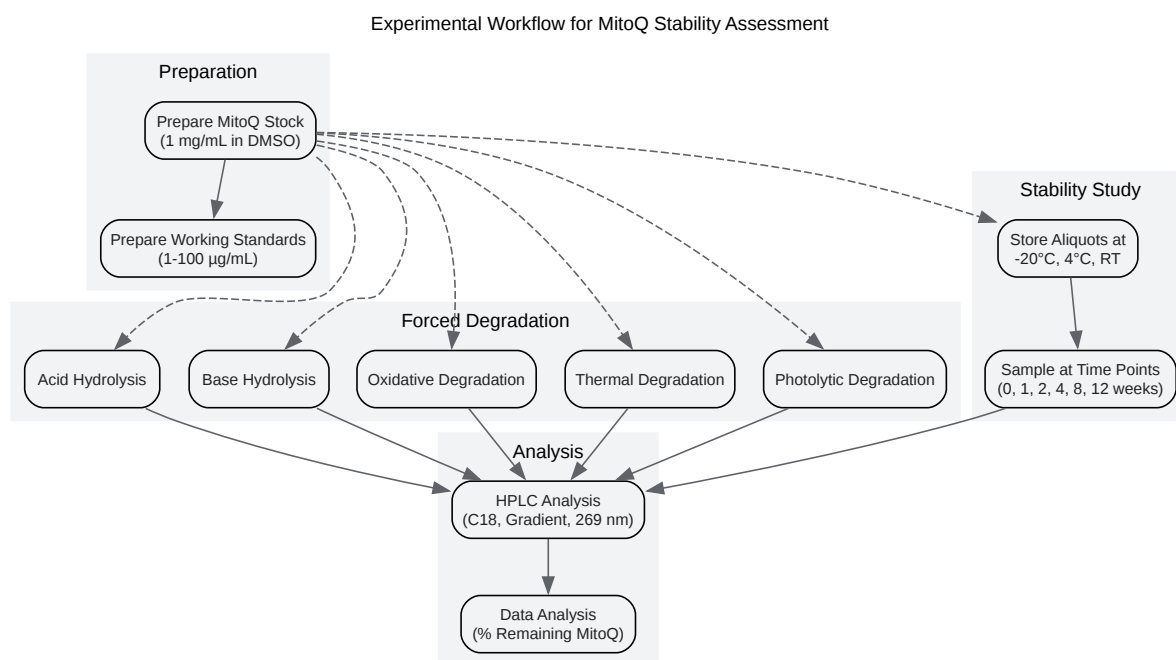 Experimental Workflow for MitoQ Stability Assessment
Preparation
Prepare MitoQ Stock
(1 mg/mL in DMSO)
Prepare Working Standards
(1-100 µg/mL)
Stability Study
Store Aliquots at
-20°C, 4°C, RT
Sample at Time Points
(0, 1, 2, 4, 8, 12 weeks)
Forced Degradation
Acid Hydrolysis
Base Hydrolysis
Oxidative Degradation
Thermal Degradation
Photolytic Degradation
Analysis
HPLC Analysis
(C18, Gradient, 269 nm)
Data Analysis
(% Remaining MitoQ)